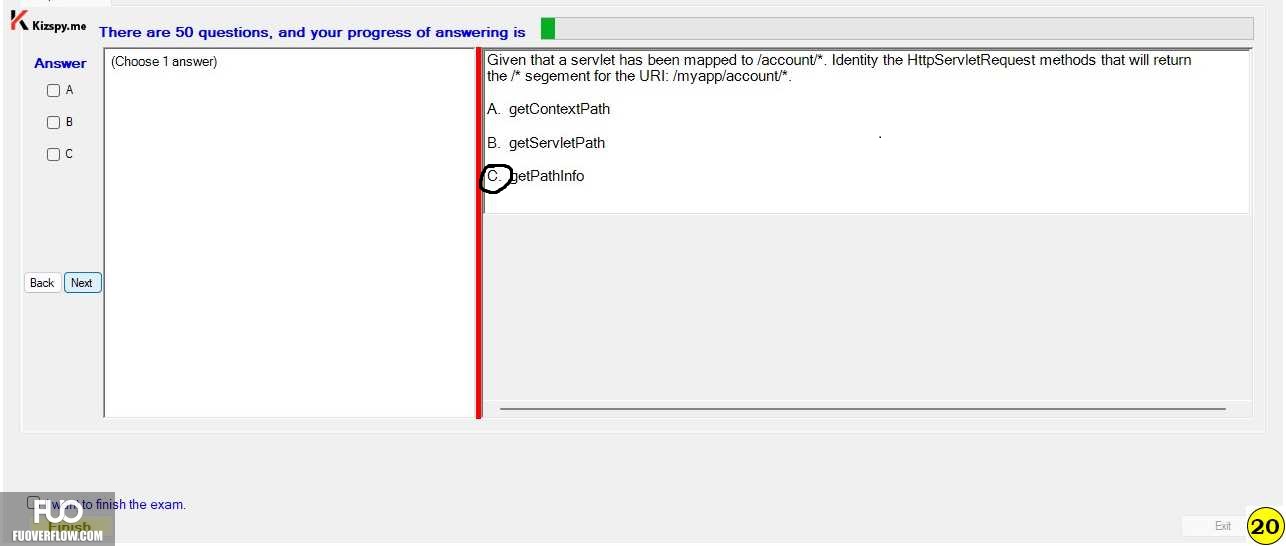 Kizspy.me
There are 50 questions, and your progress of answering is
Answer
(Choose 1 answer)
A
B
C
Given that a servlet has been mapped to /account/*. Identity the HttpServletRequest methods that will return
the /* segement for the URI: /myapp/account/*.
A. getContextPath
B. getServletPath
C. getPathInfo
Back
Next
I want to finish the exam.
Finish
FUO
FUOVERFLOW.COM
Exit
20